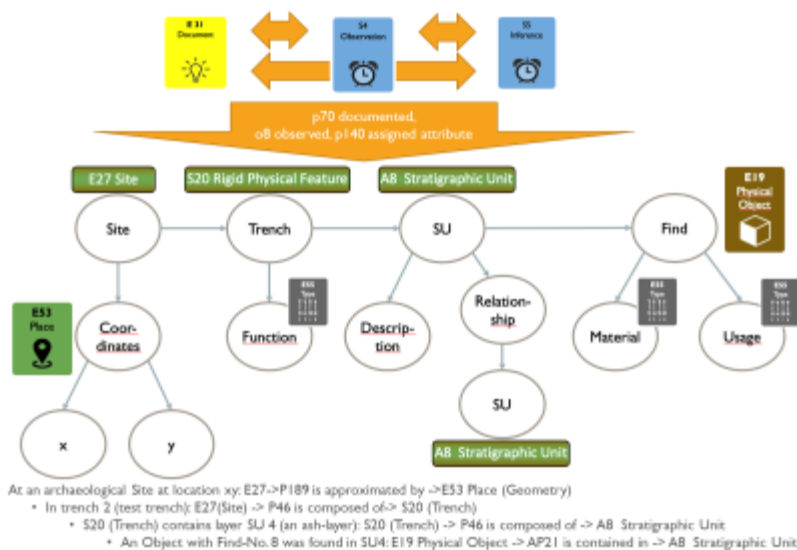 E31
Document
S4
Observation
S5
Inference
p70 documented,
o8 observed, p140 assigned attribute
E27 Site
S20 Rigid Physical Feature
A8 Stratigraphic Unit
E19
Physical
Object
Site
Trench
SU
Find
E53
Place
Coor-
dinates
E55
Type
Function
Descrip-
tion
Relation-
ship
E55
Type
Material
E55
Type
Usage
x
y
SU
A8 Stratigraphic Unit
At an archaeological Site at location xy: E27->P189 is approximated by ->E53 Place (Geometry)
• In trench 2 (test trench): E27(Site) -> P46 is composed of-> S20 (Trench)
• S20 (Trench) contains layer SU 4 (an ash-layer): S20 (Trench) -> P46 is composed of -> A8 Stratigraphic Unit
• An Object with Find-No. 8 was found in SU4: E19 Physical Object -> AP21 is contained in -> A8 Stratigraphic Unit